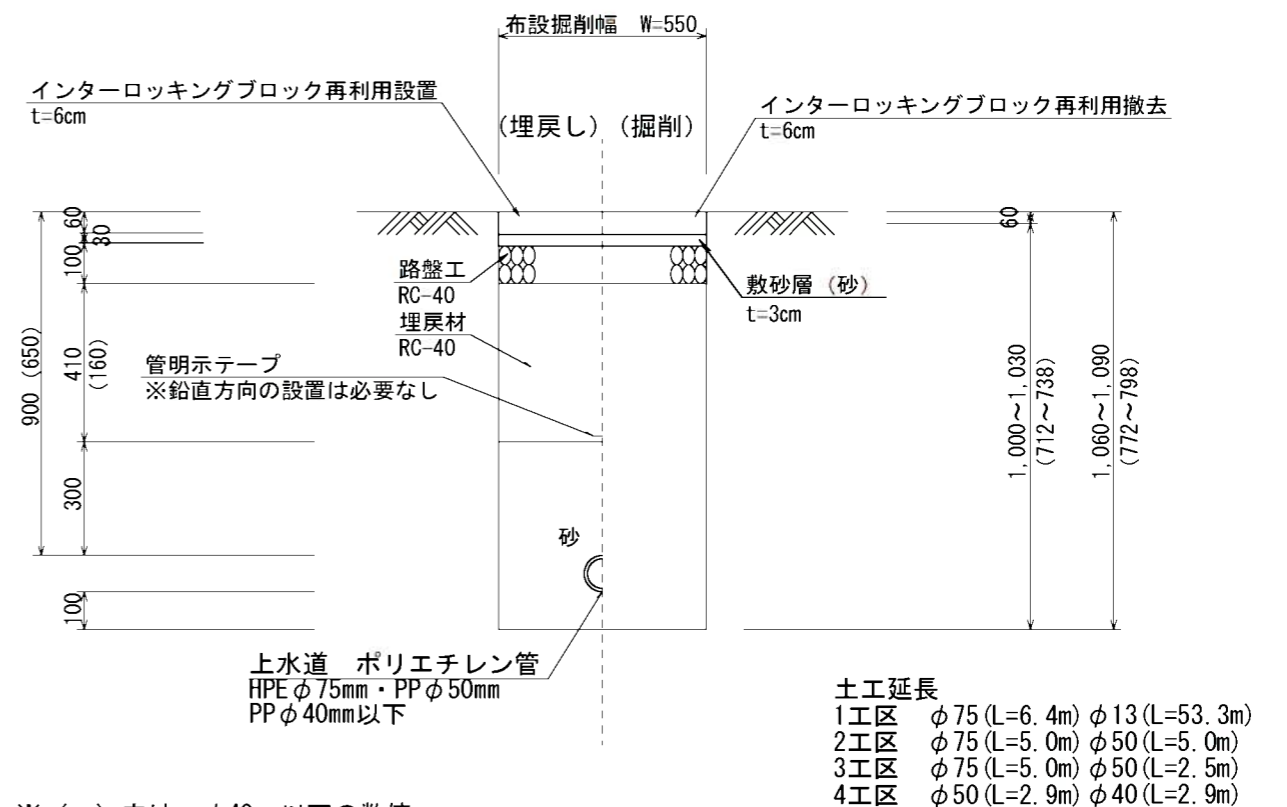 布設掘削幅　W=550
インターロッキングブロック再利用設置
t=6cm
(埋戻し) (掘削)
インターロッキングブロック再利用撤去
t=6cm
60
30
100
410
(160)
300
100
900 (650)
路盤工
RC-40
埋戻材
RC-40
管明示テープ
※鉛直方向の設置は必要なし
敷砂層 (砂)
t=3cm
60
1,000～1,030
(712～738)
1,060～1,090
(772～798)
砂
上水道　ポリエチレン管
HPEφ75mm・PPφ50mm
PPφ40mm以下
土工延長
1工区　φ75(L=6.4m) φ13(L=53.3m)
2工区　φ75(L=5.0m) φ50(L=5.0m)
3工区　φ75(L=5.0m) φ50(L=2.5m)
4工区　φ50(L=2.9m) φ40(L=2.9m)